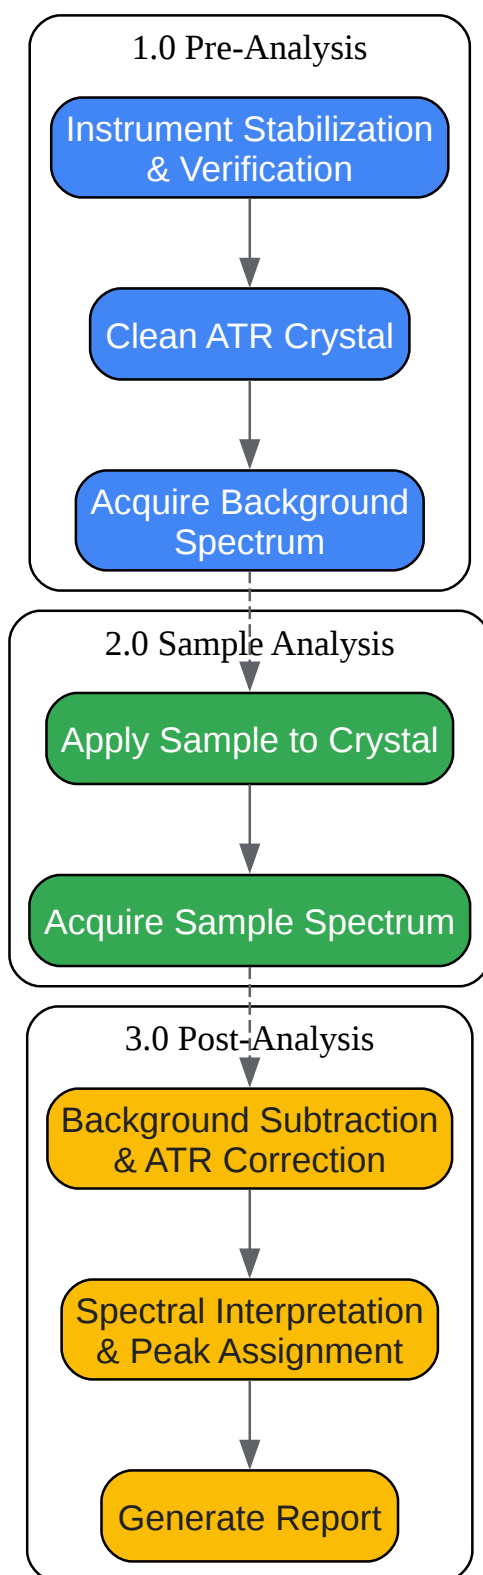 1.0 Pre-Analysis
Instrument Stabilization
& Verification
Clean ATR Crystal
Acquire Background
Spectrum
2.0 Sample Analysis
Apply Sample to Crystal
Acquire Sample Spectrum
3.0 Post-Analysis
Background Subtraction
& ATR Correction
Spectral Interpretation
& Peak Assignment
Generate Report